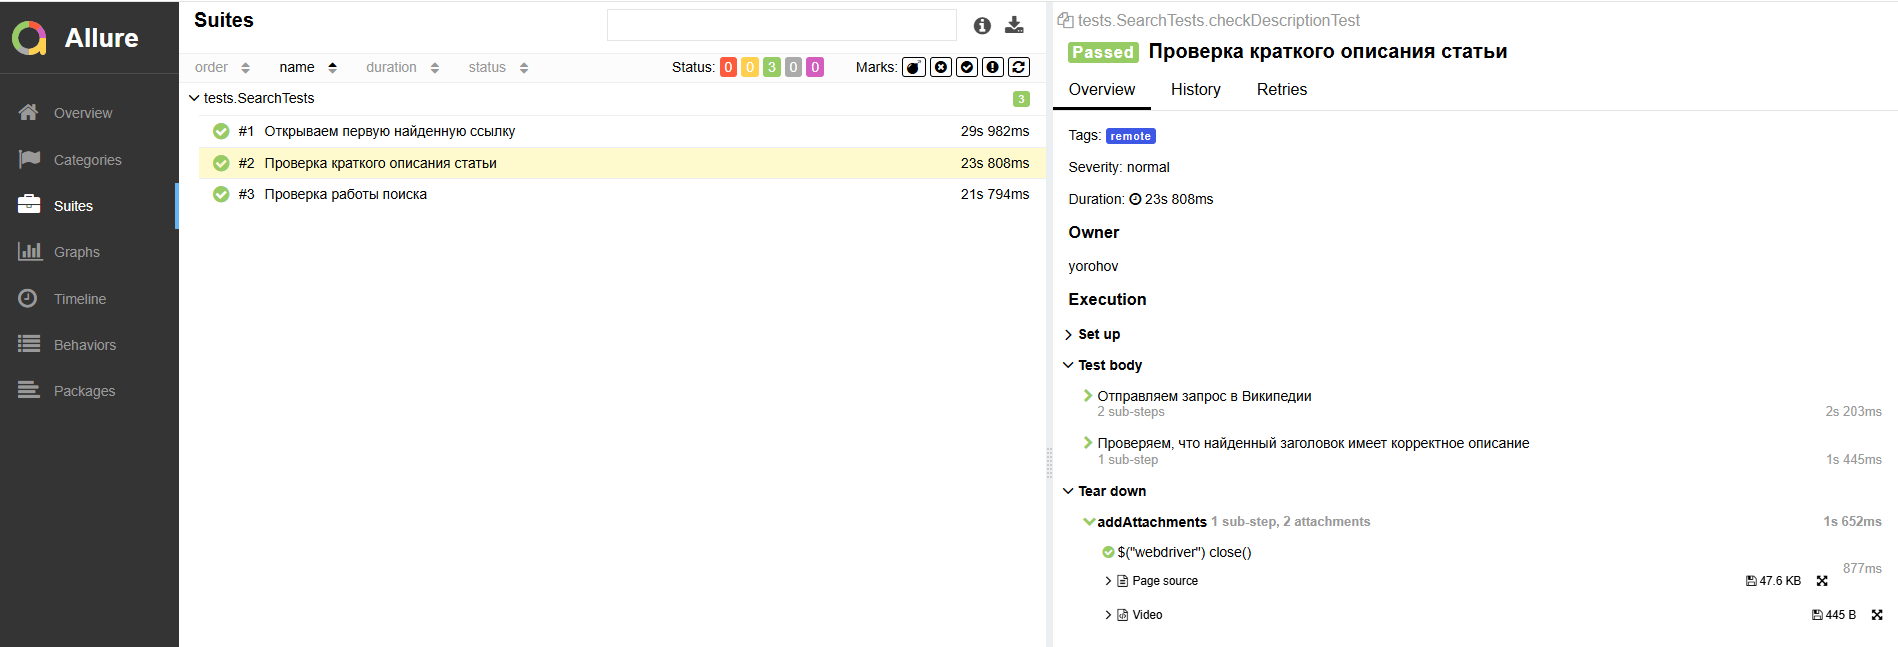 Allure
Overview
Categories
Suites
Graphs
Timeline
Behaviors
Packages
Suites
order name duration status Status: 0 0 3 0 0 Marks:
tests.SearchTests 3
#1 Открываем первую найденную ссылку 29s 982ms
#2 Проверка краткого описания статьи 23s 808ms
#3 Проверка работы поиска 21s 794ms
tests.SearchTests.checkDescriptionTest
Passed Проверка краткого описания статьи
Overview History Retries
Tags: remote
Severity: normal
Duration: 23s 808ms
Owner
yorohov
Execution
Set up
Test body
Отправляем запрос в Википедии
2 sub-steps 2s 203ms
Проверяем, что найденный заголовок имеет корректное описание
1 sub-step 1s 445ms
Tear down
addAttachments 1 sub-step, 2 attachments 1s 652ms
$("webdriver") close()
877ms
Page source 47.6 KB
Video 445 B